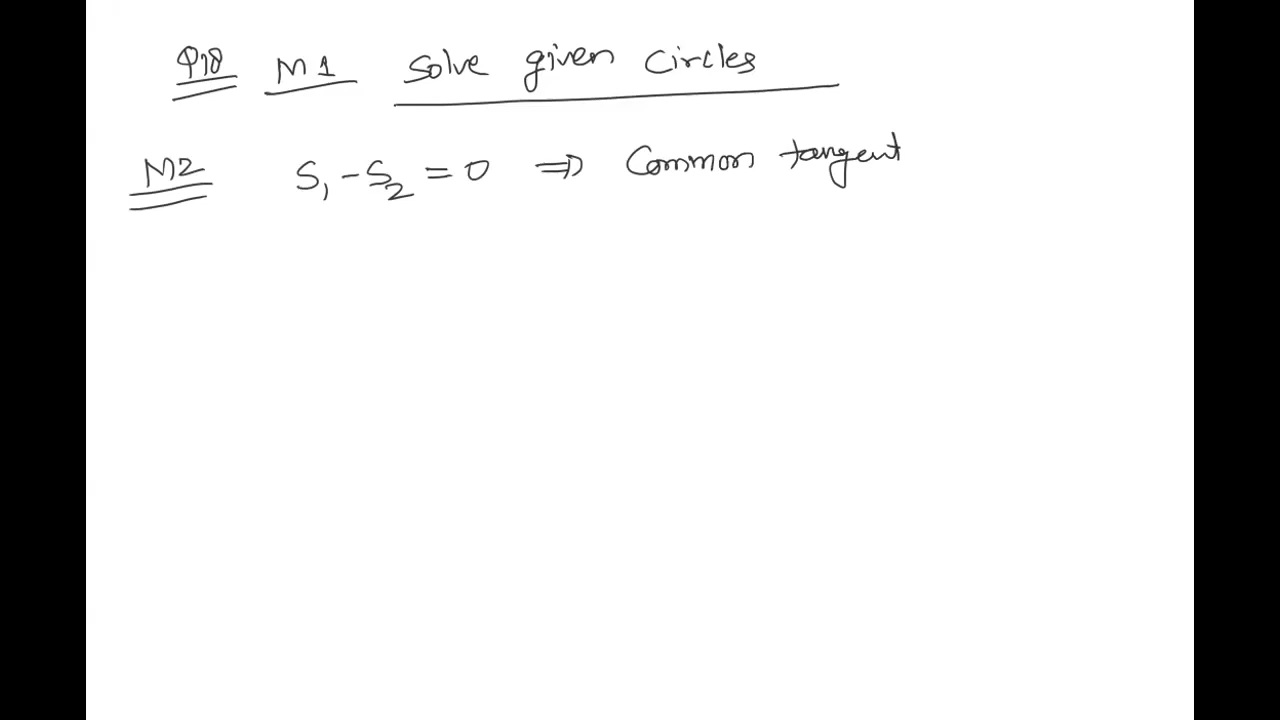 Q18 M1 Solve given circles
M2 S₁ - S₂ = 0 ⇒ Common tangent